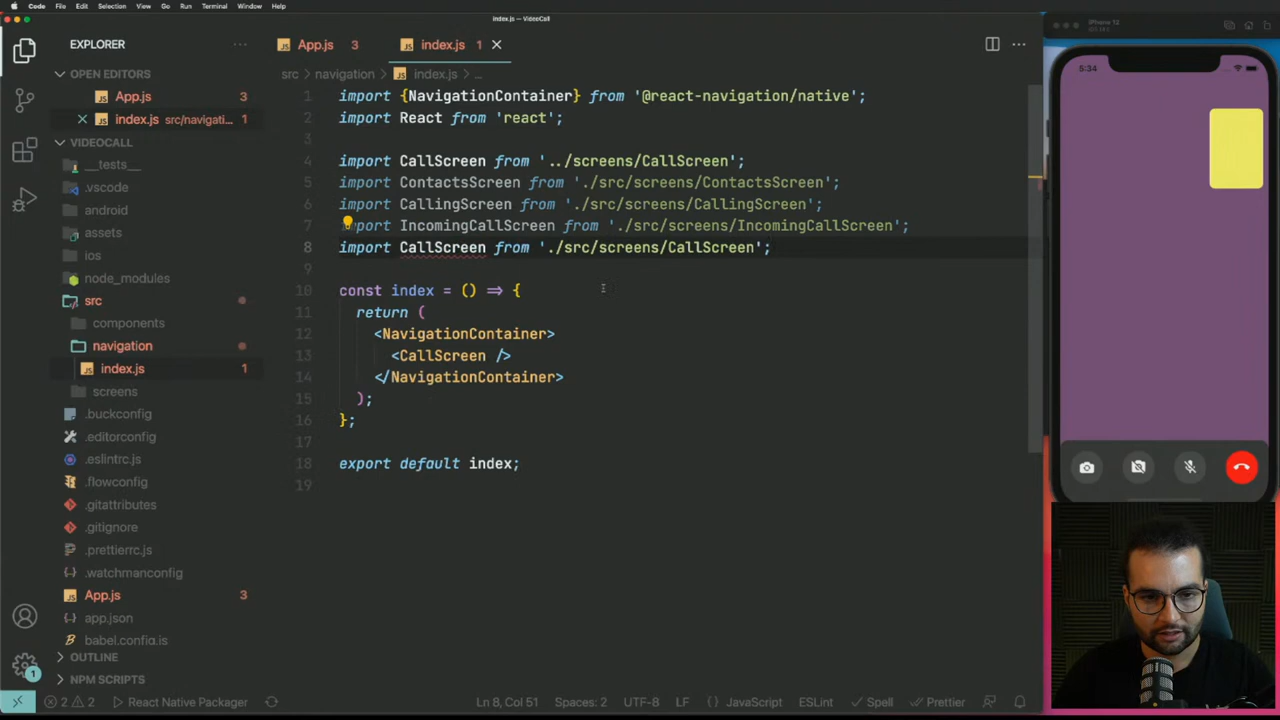 Code File Edit Selection View Go Run Terminal Window Help
index.js — VideoCall
EXPLORER
OPEN EDITORS
App.js 3
index.js src/navigati... 1
VIDEOCALL
__tests__
.vscode
android
assets
ios
node_modules
src
components
navigation
index.js 1
screens
.buckconfig
.editorconfig
.eslintrc.js
.flowconfig
.gitattributes
.gitignore
.prettierrc.js
.watchmanconfig
App.js 3
app.json
babel.config.js
OUTLINE
NPM SCRIPTS
App.js 3 index.js 1
src navigation index.js ...
1 import {NavigationContainer} from '@react-navigation/native';
2 import React from 'react';
3
4 import CallScreen from '../screens/CallScreen';
5 import ContactsScreen from './src/screens/ContactsScreen';
6 import CallingScreen from './src/screens/CallingScreen';
7 import IncomingCallScreen from './src/screens/IncomingCallScreen';
8 import CallScreen from './src/screens/CallScreen';
9
10 const index = () => {
11 return (
12 <NavigationContainer>
13 <CallScreen />
14 </NavigationContainer>
15 );
16 };
17
18 export default index;
19
1 2 2 React Native Packager Ln 8, Col 51 Spaces: 2 UTF-8 LF {} JavaScript ESLint Spell Prettier
iPhone 12
5:34